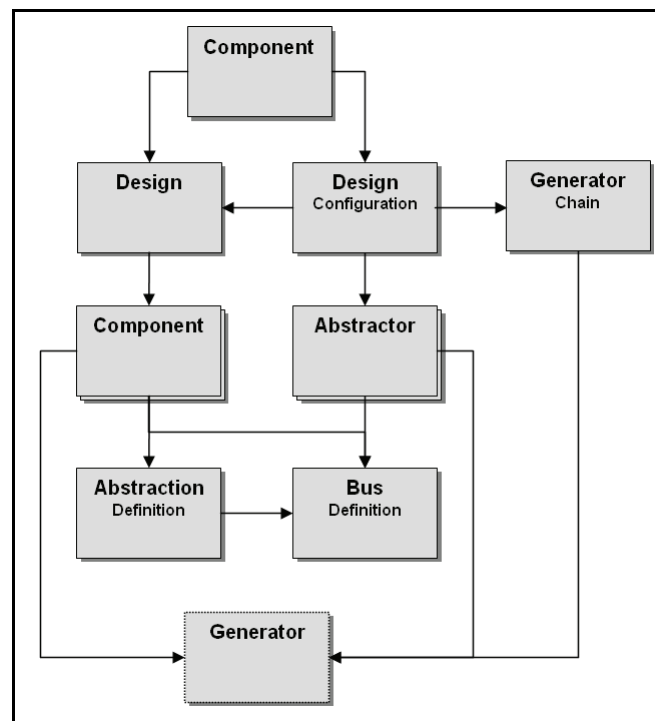 Component
Design
Design
Configuration
Generator
Chain
Component
Abstractor
Abstraction
Definition
Bus
Definition
Generator